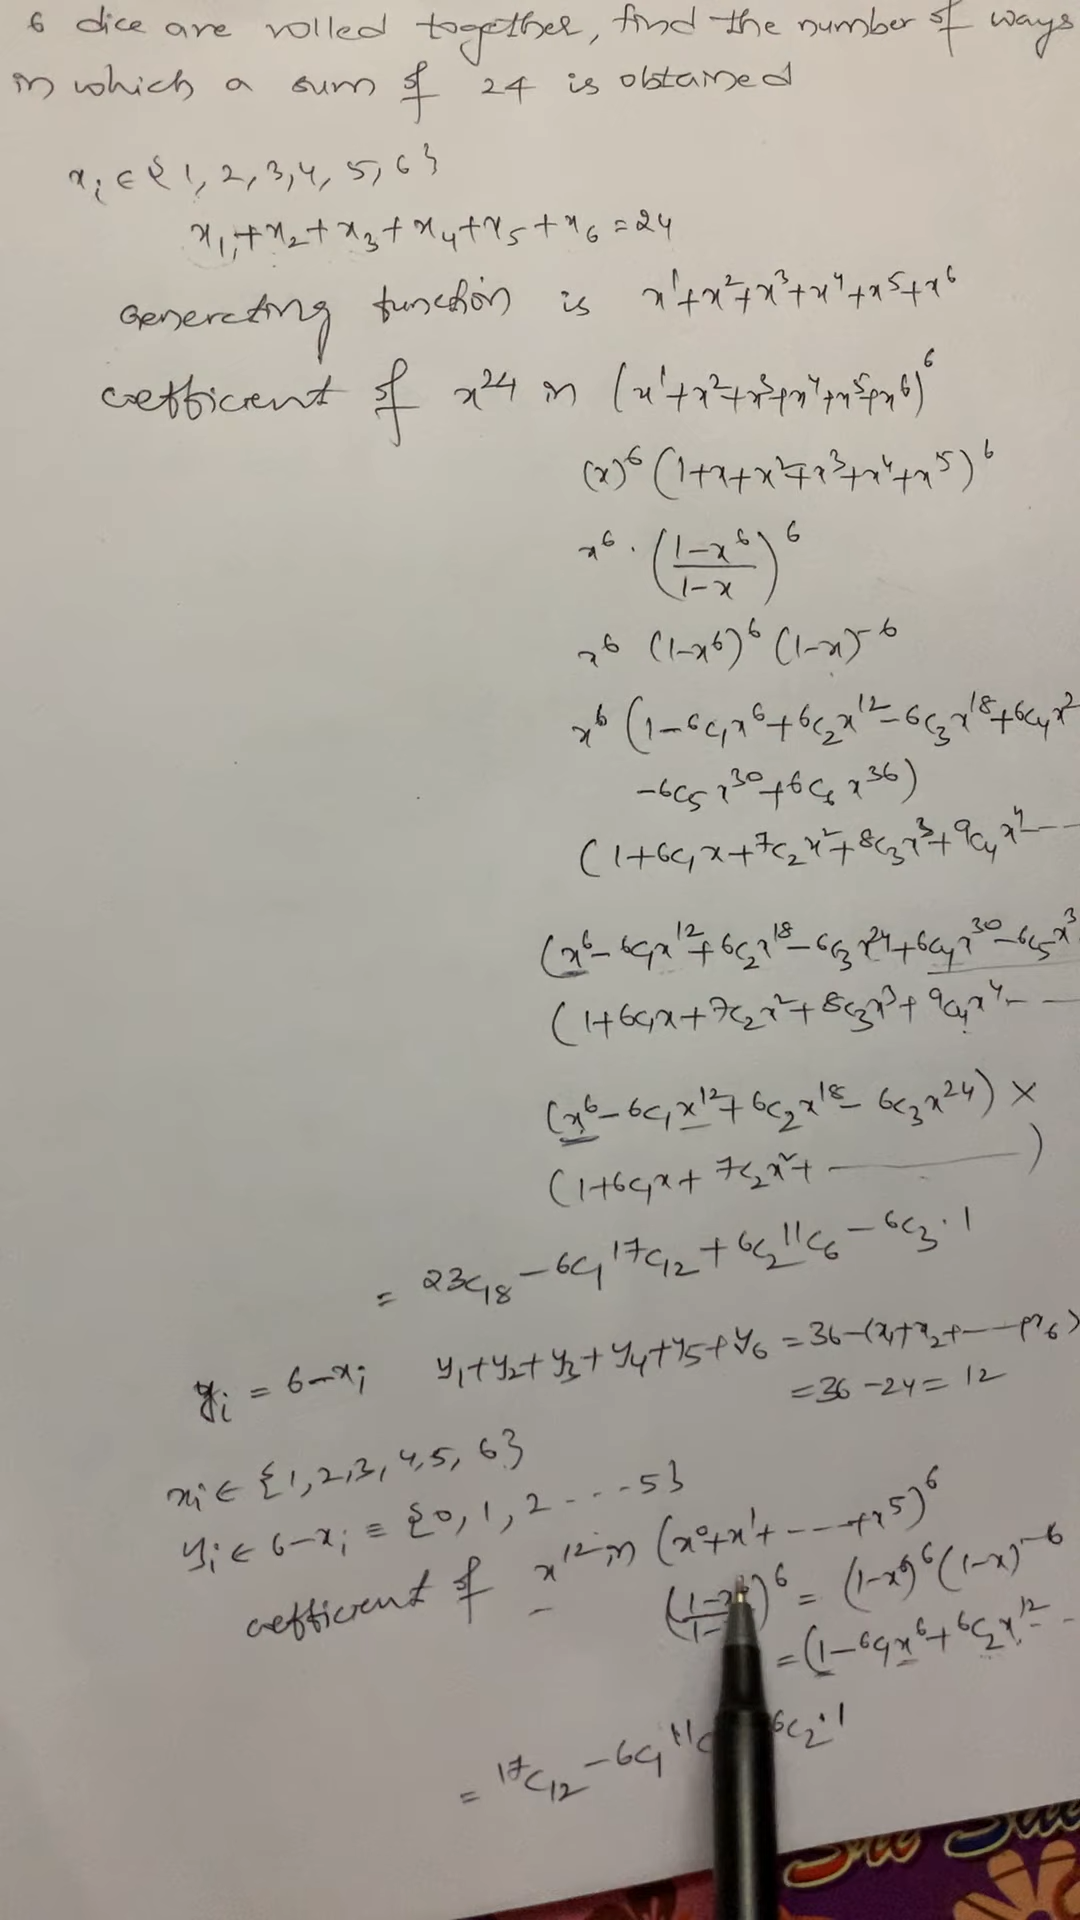 6 dice are rolled together, find the number of ways
in which a sum of 24 is obtained
xᵢ ∈ {1, 2, 3, 4, 5, 6}
x₁ + x₂ + x₃ + x₄ + x₅ + x₆ = 24
Generating function is x¹+x²+x³+x⁴+x⁵+x⁶
coefficient of x²⁴ in (x¹+x²+x³+x⁴+x⁵+x⁶)⁶
(x)⁶ (1+x+x²+x³+x⁴+x⁵)⁶
x⁶ · ((1-x⁶)/(1-x))⁶
x⁶ (1-x⁶)⁶ (1-x)⁻⁶
x⁶ (1-6c₁x⁶+6c₂x¹²-6c₃x¹⁸+6c₄x²
-6c₅x³⁰+6c₆x³⁶)
(1+6c₁x+7c₂x²+8c₃x³+9c₄x⁴---
(x⁶-6c₁x¹²+6c₂x¹⁸-6c₃x²⁴+6c₄x³⁰-6c₅x³
(1+6c₁x+7c₂x²+8c₃x³+9c₄x⁴----
(x⁶-6c₁x¹²+6c₂x¹⁸-6c₃x²⁴) ×
(1+6c₁x+7c₂x²+ ———)
= 23c₁₈-6c₁ 17c₁₂+6c₂ 11c₆-6c₃·1
yᵢ = 6-xᵢ y₁+y₂+y₃+y₄+y₅+y₆ = 36-(x₁+x₂+----+x₆)
= 36-24 = 12
xᵢ ∈ {1, 2, 3, 4, 5, 6}
yᵢ ∈ 6-xᵢ ≡ {0, 1, 2 ---- 5}
coefficient of x¹² in (x⁰+x¹+----+x⁵)⁶
)⁶ = (1-x⁶)⁶ (1-x)⁻⁶
= (1-6c₁x⁶+6c₂x¹²--
= 17c₁₂-6c₁ 11c 6c₂·1